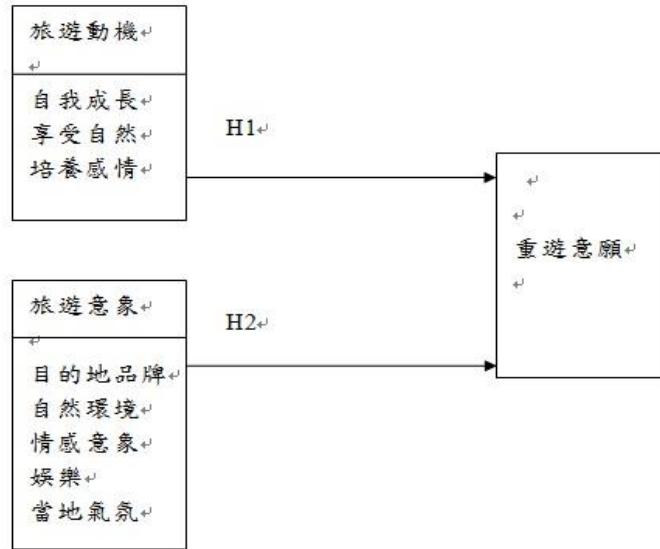 旅遊動機
自我成長
享受自然
培養感情
H1
重遊意願
旅遊意象
H2
目的地品牌
自然環境
情感意象
娛樂
當地氣氛